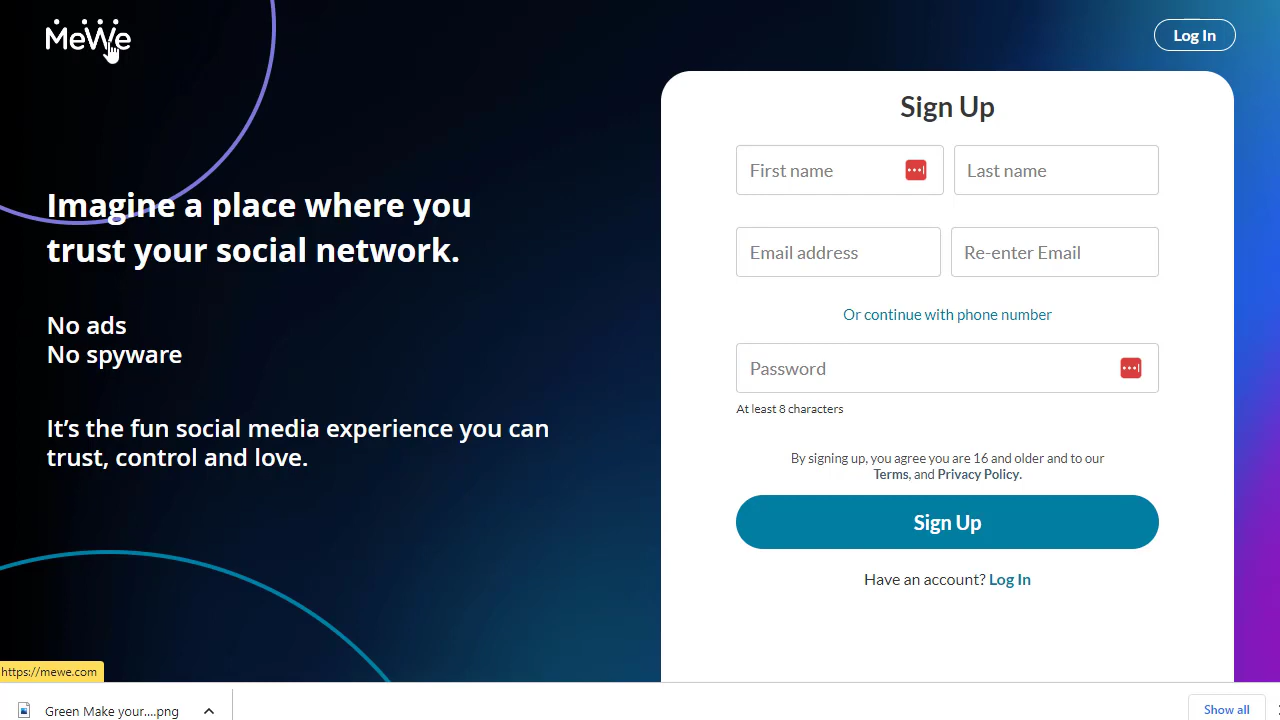 MeWe
Log In
Imagine a place where you
trust your social network.
No ads
No spyware
It's the fun social media experience you can
trust, control and love.
Sign Up
First name
Last name
Email address
Re-enter Email
Or continue with phone number
Password
At least 8 characters
By signing up, you agree you are 16 and older and to our
Terms, and Privacy Policy.
Sign Up
Have an account? Log In
https://mewe.com
Green Make your....png
Show all